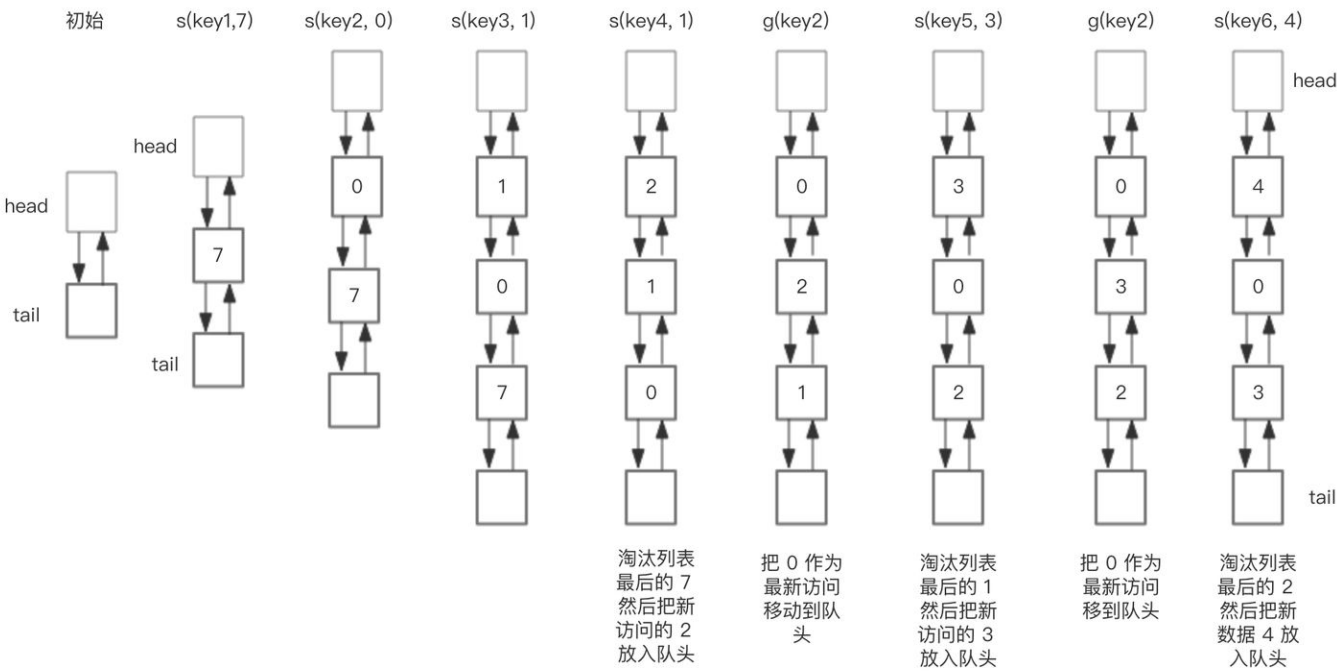 初始
s(key1,7)
s(key2, 0)
s(key3, 1)
s(key4, 1)
g(key2)
s(key5, 3)
g(key2)
s(key6, 4)
head
tail
head
7
tail
0
7
1
0
7
2
1
0
0
2
1
3
0
2
0
3
2
head
4
0
3
tail
淘汰列表
最后的 7
然后把新
访问的 2
放入队头
把 0 作为
最新访问
移动到队
头
淘汰列表
最后的 1
然后把新
访问的 3
放入队头
把 0 作为
最新访问
移到队头
淘汰列表
最后的 2
然后把新
数据 4 放
入队头